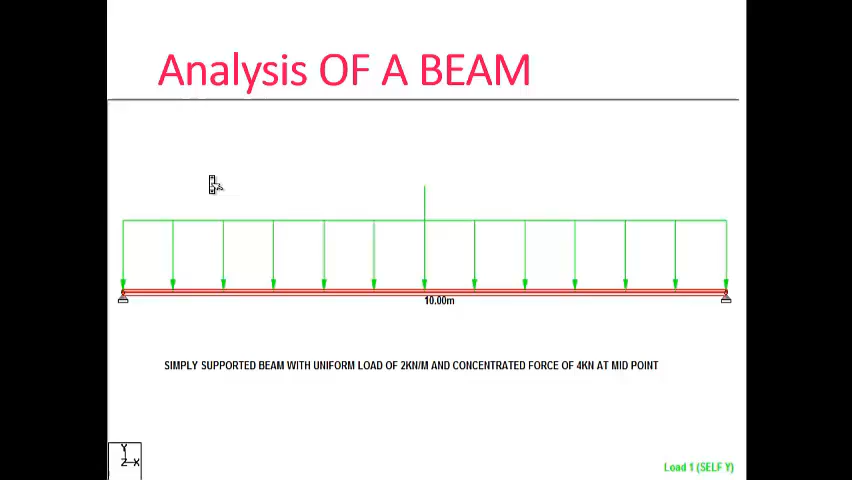 Analysis OF A BEAM
10.00m
SIMPLY SUPPORTED BEAM WITH UNIFORM LOAD OF 2KN/M AND CONCENTRATED FORCE OF 4KN AT MID POINT
Y
Z X
Load 1 (SELF Y)